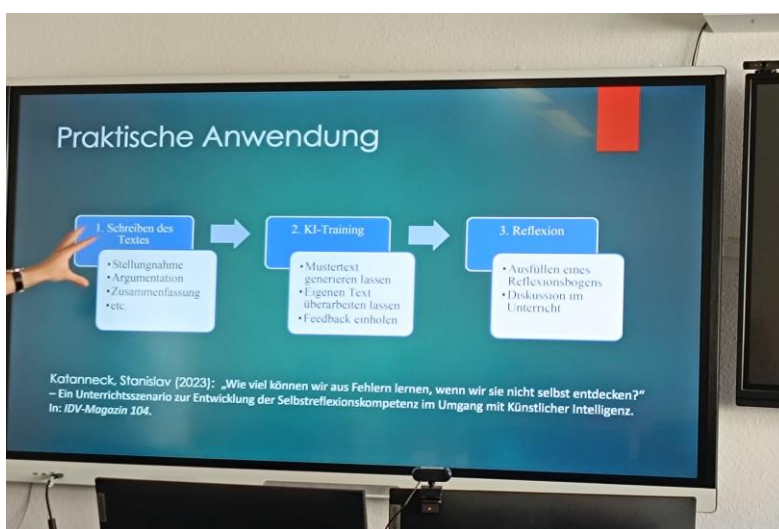 Praktische Anwendung
1. Schreiben des
Textes
•Stellungnahme
•Argumentation
•Zusammenfassung
•etc.
2. KI-Training
•Mustertext
generieren lassen
•Eigenen Text
überarbeiten lassen
•Feedback einholen
3. Reflexion
•Ausfüllen eines
Reflexionsbogens
•Diskussion im
Unterricht
Katanneck, Stanislav (2023): „Wie viel können wir aus Fehlern lernen, wenn wir sie nicht selbst entdecken?"
– Ein Unterrichtsszenario zur Entwicklung der Selbstreflexionskompetenz im Umgang mit Künstlicher Intelligenz.
In: IDV-Magazin 104.